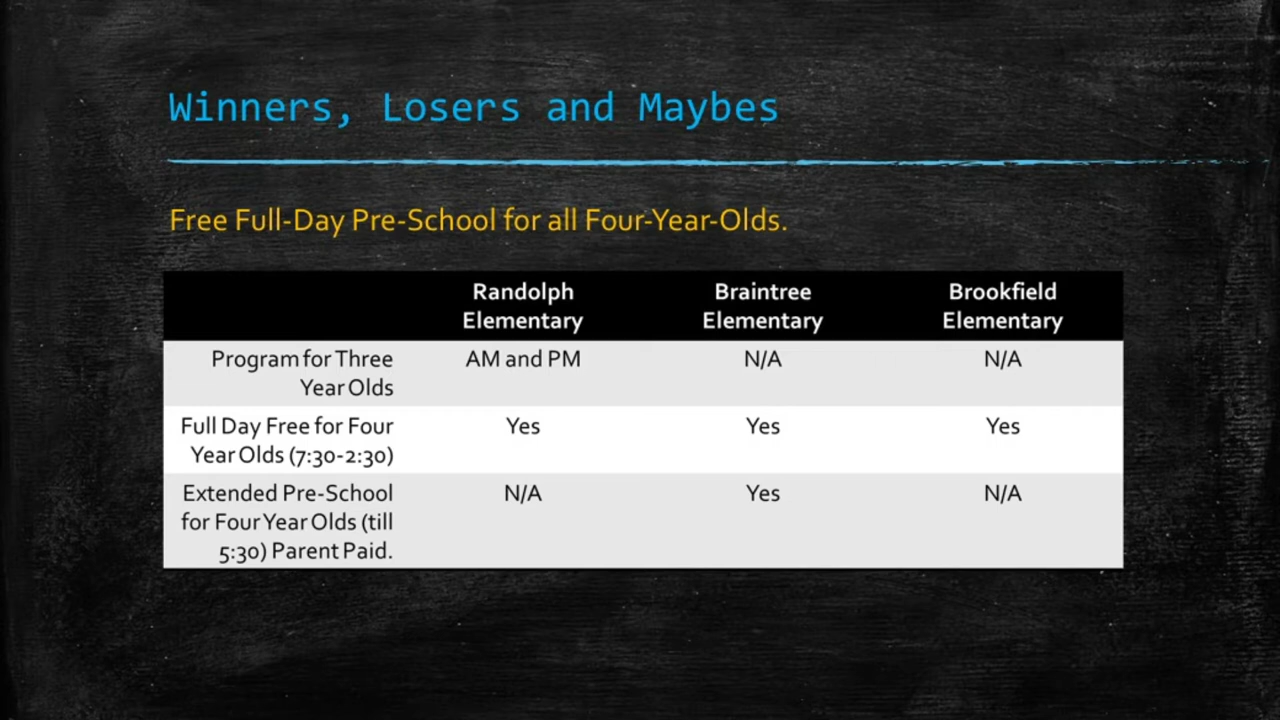 Winners, Losers and Maybes
Free Full-Day Pre-School for all Four-Year-Olds.
Randolph Elementary
Braintree Elementary
Brookfield Elementary
Program for Three Year Olds
AM and PM
N/A
N/A
Full Day Free for Four Year Olds (7:30-2:30)
Yes
Yes
Yes
Extended Pre-School for Four Year Olds (till 5:30) Parent Paid.
N/A
Yes
N/A